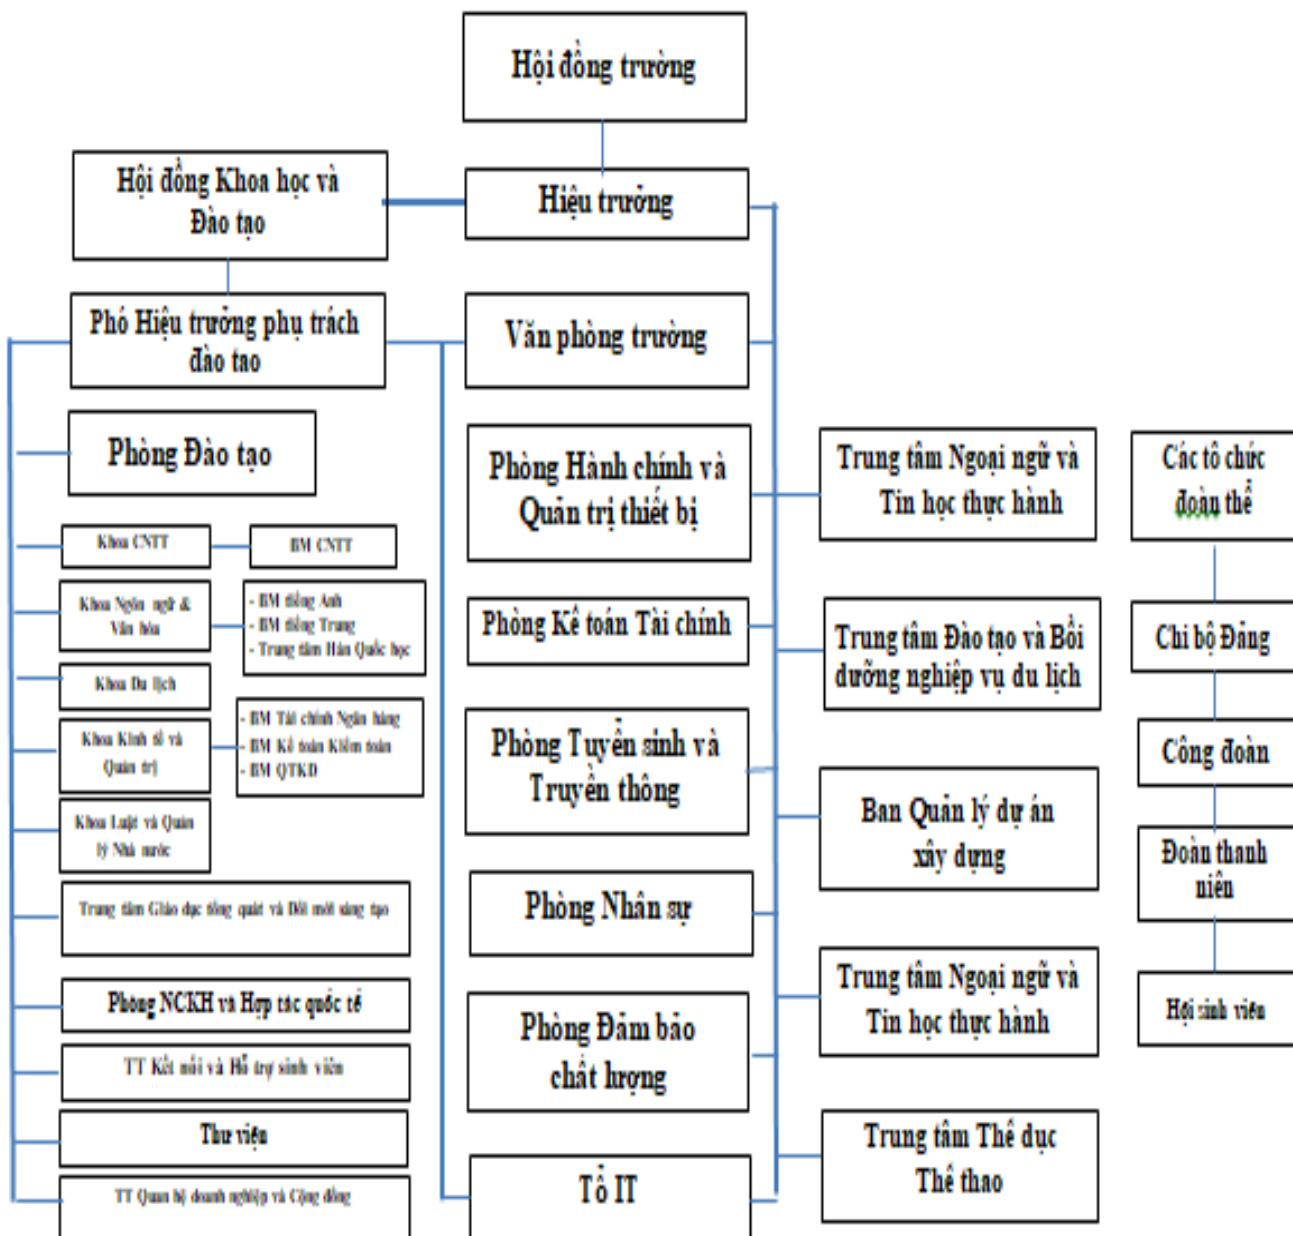 Hội đồng trường
Hội đồng Khoa học và
Đào tạo
Hiệu trưởng
Phó Hiệu trưởng phụ trách
đào tao
Văn phòng trường
Phòng Đào tạo
Khoa CNTT
BM CNTT
Khoa Ngôn ngữ &
Văn hóa
- BM tiếng Anh
- BM tiếng Trung
- Trung tâm Hàn Quốc học
Khoa Du lịch
Khoa Kinh tế và
Quản trị
- BM Tài chính Ngân hàng
- BM Kế toán Kiểm toán
- BM QTKD
Khoa Luật và Quản
lý Nhà nước
Trung tâm Giáo dục tổng quát và Đổi mới sáng tạo
Phòng NCKH và Hợp tác quốc tế
TT Kết nối và Hỗ trợ sinh viên
Thư viện
TT Quan hệ doanh nghiệp và Cộng đồng
Phòng Hành chính và
Quản trị thiết bị
Phòng Kế toán Tài chính
Phòng Tuyển sinh và
Truyền thông
Phòng Nhân sự
Phòng Đảm bảo
chất lượng
Tổ IT
Trung tâm Ngoại ngữ và
Tin học thực hành
Trung tâm Đào tạo và Bồi
dưỡng nghiệp vụ du lịch
Ban Quản lý dự án
xây dựng
Trung tâm Ngoại ngữ và
Tin học thực hành
Trung tâm Thể dục
Thể thao
Các tổ chức
đoàn thể
Chi bộ Đảng
Công đoàn
Đoàn thanh
niên
Hội sinh viên